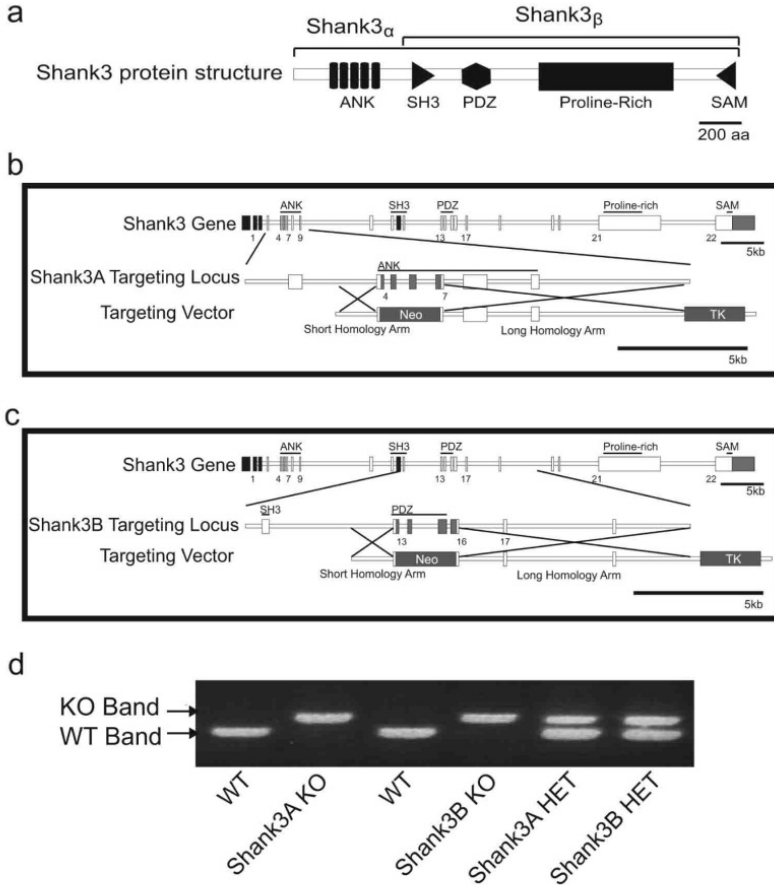 a
Shank3α
Shank3β
Shank3 protein structure
ANK
SH3
PDZ
Proline-Rich
SAM
200 aa
b
ANK SH3 PDZ Proline-rich SAM
Shank3 Gene
1 4 7 9 13 17 21 22
5kb
Shank3A Targeting Locus
ANK
4 7
Targeting Vector
Neo TK
Short Homology Arm Long Homology Arm
5kb
c
ANK SH3 PDZ Proline-rich SAM
Shank3 Gene
1 4 7 9 13 17 21 22
5kb
SH3 PDZ
Shank3B Targeting Locus
13 16 17
Targeting Vector
Neo TK
Short Homology Arm Long Homology Arm
5kb
d
KO Band
WT Band
WT
Shank3A KO
WT
Shank3B KO
Shank3A HET
Shank3B HET